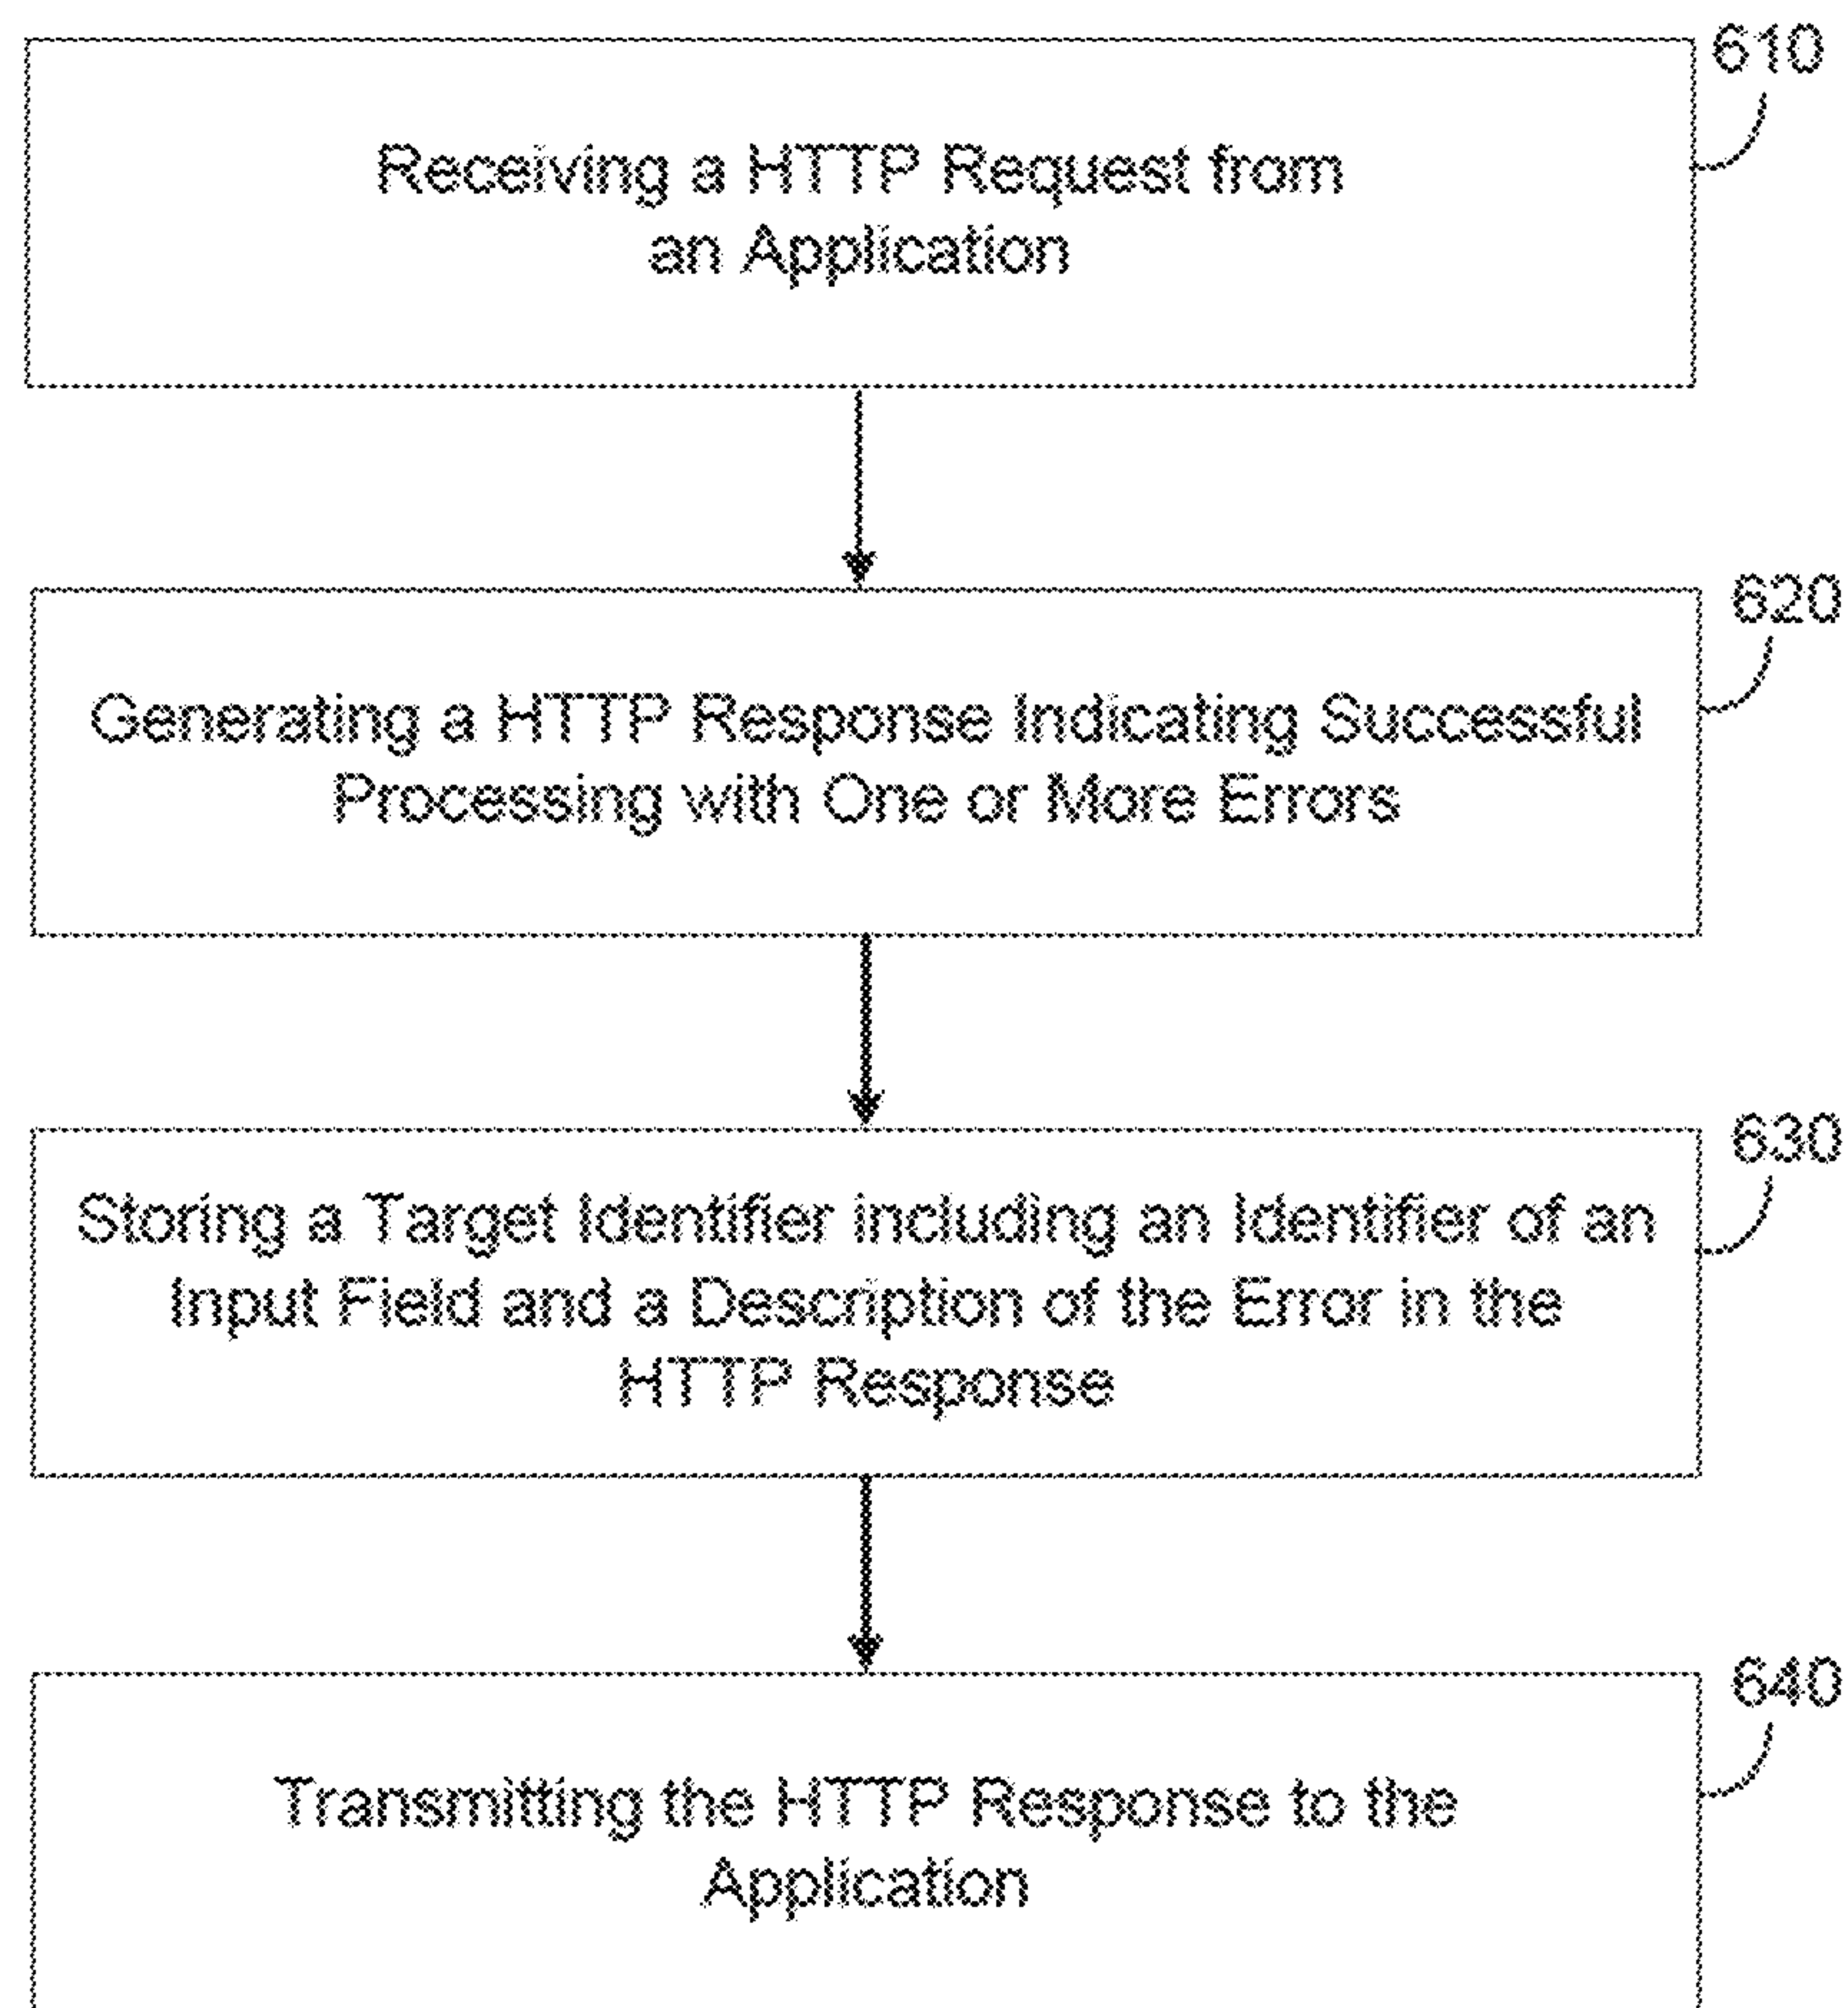 610
Receiving a HTTP Request from
an Application
620
Generating a HTTP Response Indicating Successful
Processing with One or More Errors
630
Storing a Target Identifier including an Identifier of an
Input Field and a Description of the Error in the
HTTP Response
640
Transmitting the HTTP Response to the
Application